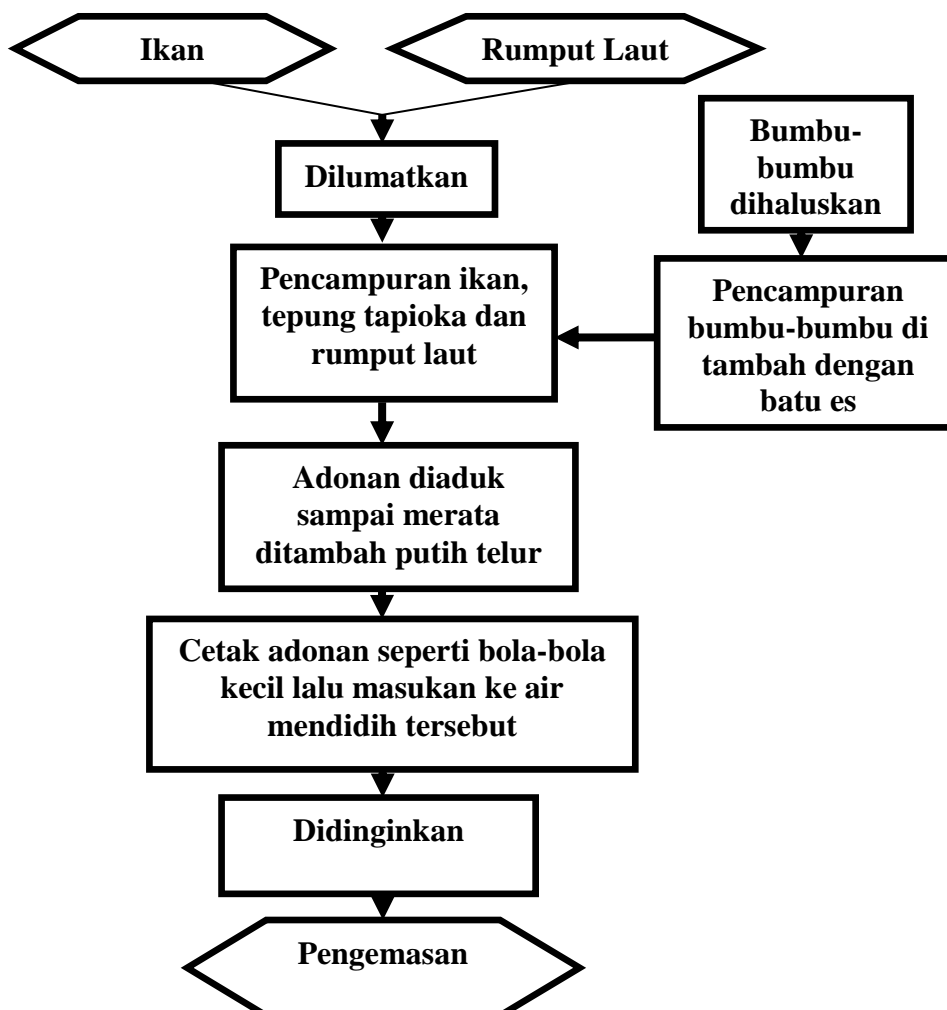 Ikan
Rumput Laut
Dilumatkan
Bumbu-
bumbu
dihaluskan
Pencampuran ikan,
tepung tapioka dan
rumput laut
Pencampuran
bumbu-bumbu di
tambah dengan
batu es
Adonan diaduk
sampai merata
ditambah putih telur
Cetak adonan seperti bola-bola
kecil lalu masukan ke air
mendidih tersebut
Didinginkan
Pengemasan